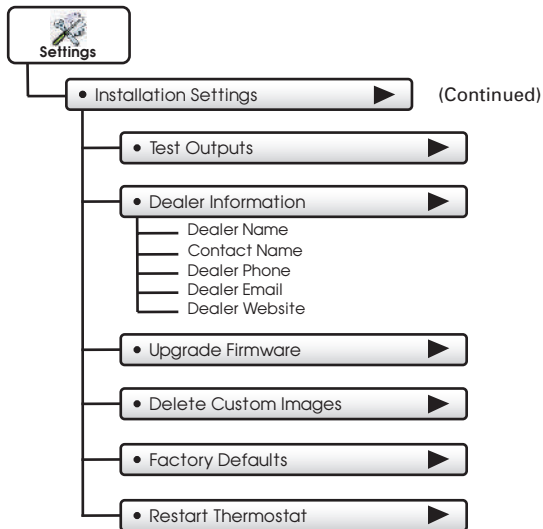 Settings
• Installation Settings
(Continued)
• Test Outputs
• Dealer Information
Dealer Name
Contact Name
Dealer Phone
Dealer Email
Dealer Website
• Upgrade Firmware
• Delete Custom Images
• Factory Defaults
• Restart Thermostat